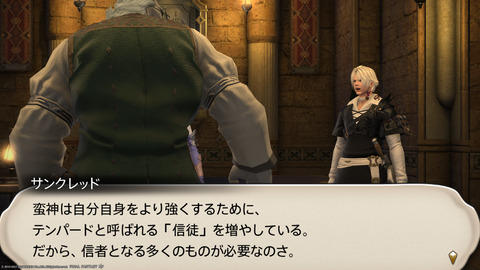 サンクレッド
蛮神は自分自身をより強くするために、
テンパードと呼ばれる「信徒」を増やしている。
だから、信者となる多くのものが必要なのさ。